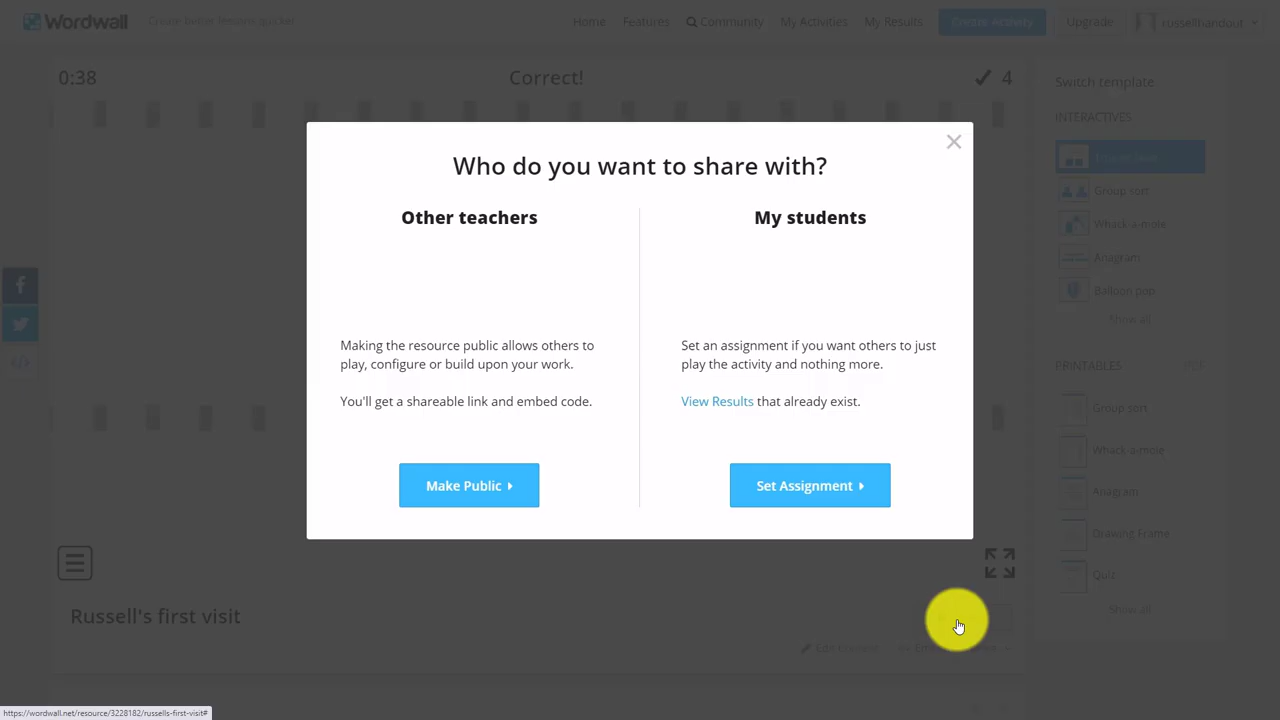 Wordwall
Create better lessons quicker
Home
Features
Community
My Activities
My Results
Create Activity
Upgrade
russellhandout
0:38
Correct!
4
Switch template
INTERACTIVES
Group sort
Whack-a-mole
Anagram
Balloon pop
Show all
PRINTABLES
PDF
Group sort
Whack-a-mole
Anagram
Drawing Frame
Quiz
Show all
Who do you want to share with?
Other teachers
Making the resource public allows others to
play, configure or build upon your work.
You'll get a shareable link and embed code.
Make Public
My students
Set an assignment if you want others to just
play the activity and nothing more.
View Results that already exist.
Set Assignment
Russell's first visit
https://wordwall.net/resource/3228182/russells-first-visit#